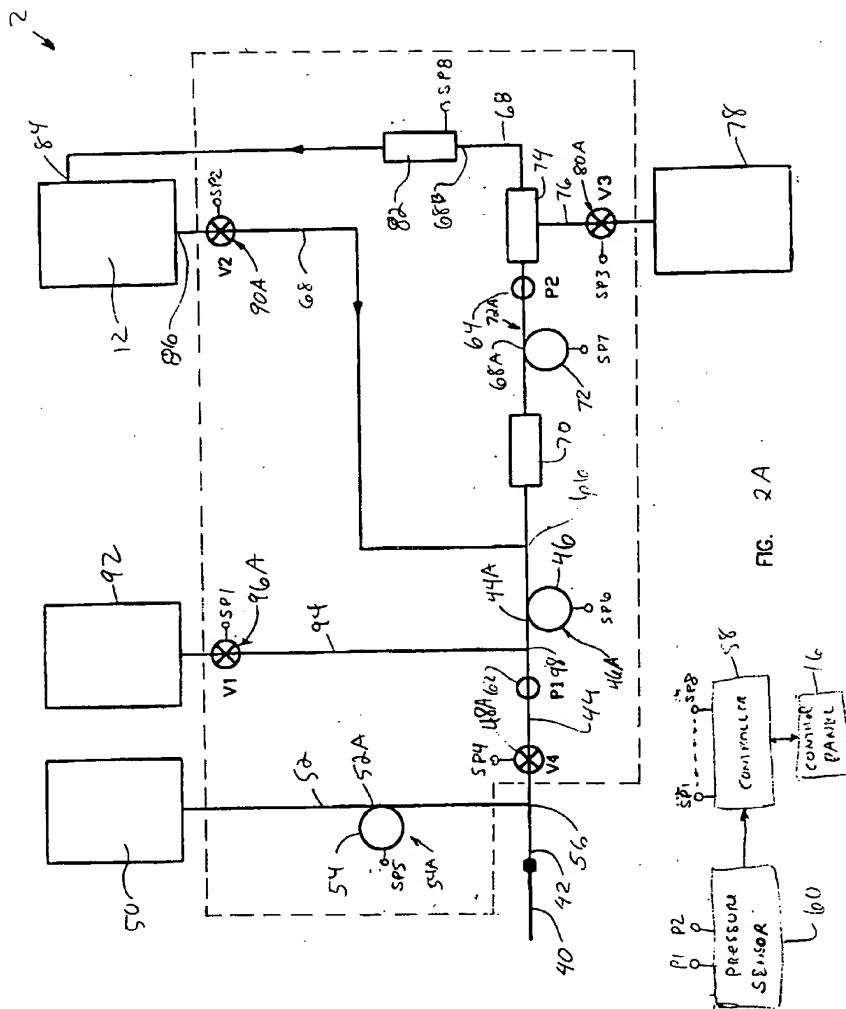 2
84
12
86
V2
SP2
90A
68
92
V1
SP1
96A
94
50
52
52A
54
SP5
54A
82
SP8
68B
68
74
76
80A
V3
SP3
78
P2
64
72A
68A
72
SP7
70
46
44A
SP6
46A
98
P1
62
48A
44
SP4
V4
56
42
40
FIG. 2A
58
SP1
SP8
CONTROLLER
16
CONTROL
PANEL
P1 P2
PRESSURE
SENSOR
60